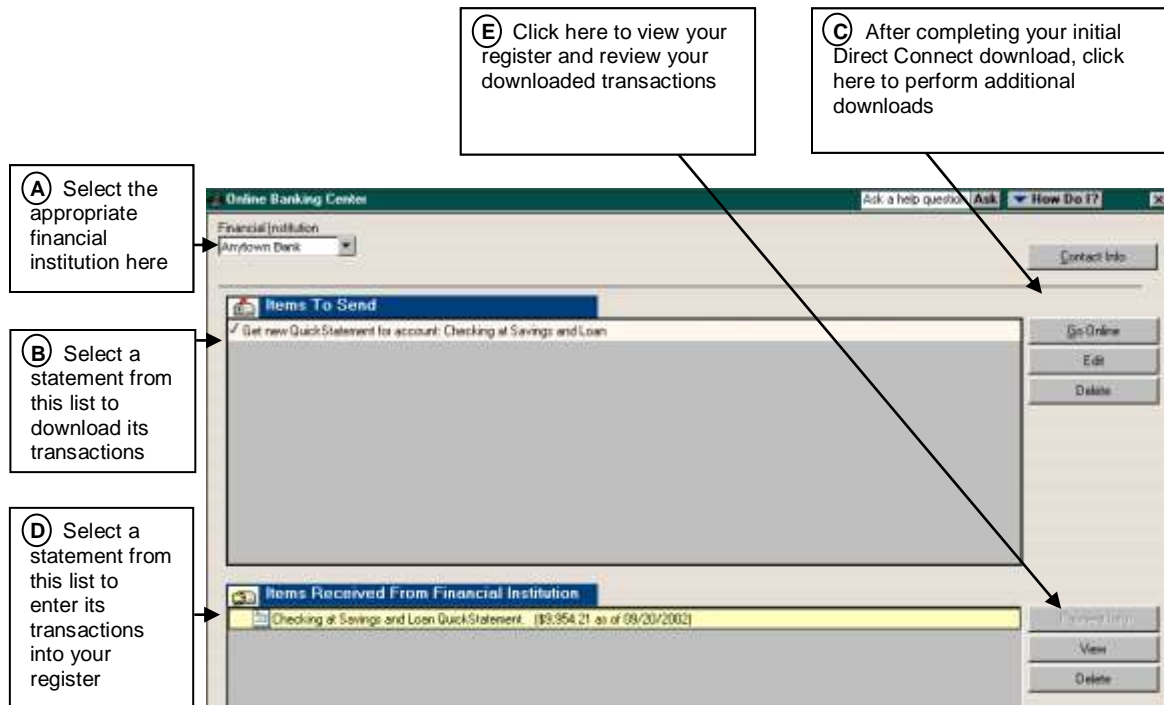 E Click here to view your
register and review your
downloaded transactions
C After completing your initial
Direct Connect download, click
here to perform additional
downloads
A Select the
appropriate
financial
institution here
B Select a
statement from
this list to
download its
transactions
D Select a
statement from
this list to
enter its
transactions
into your
register
Online Banking Center
Ask a help question Ask How Do I?
Financial Institution
Anytown Bank
Contact Info
Items To Send
Get new QuickStatement for account: Checking at Savings and Loan
Go Online
Edit
Delete
Items Received From Financial Institution
Checking at Savings and Loan QuickStatement. ($9,954.21 as of 09/20/2002)
View
Delete